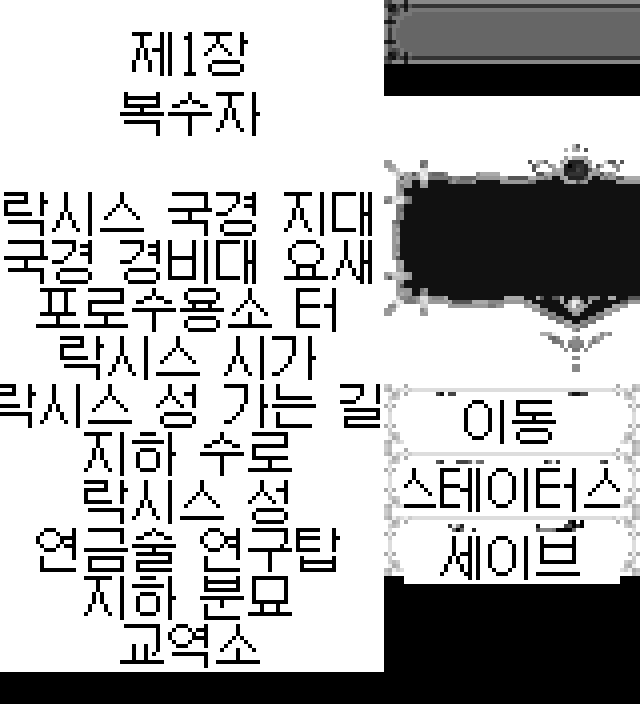 제1장
복수자
락시스 국경 지대
국경 경비대 요새
포로수용소 터
락시스 시가
락시스 성 가는 길
지하 수로
락시스 성
연금술 연구탑
지하 분묘
교역소
이동
스테이터스
세이브